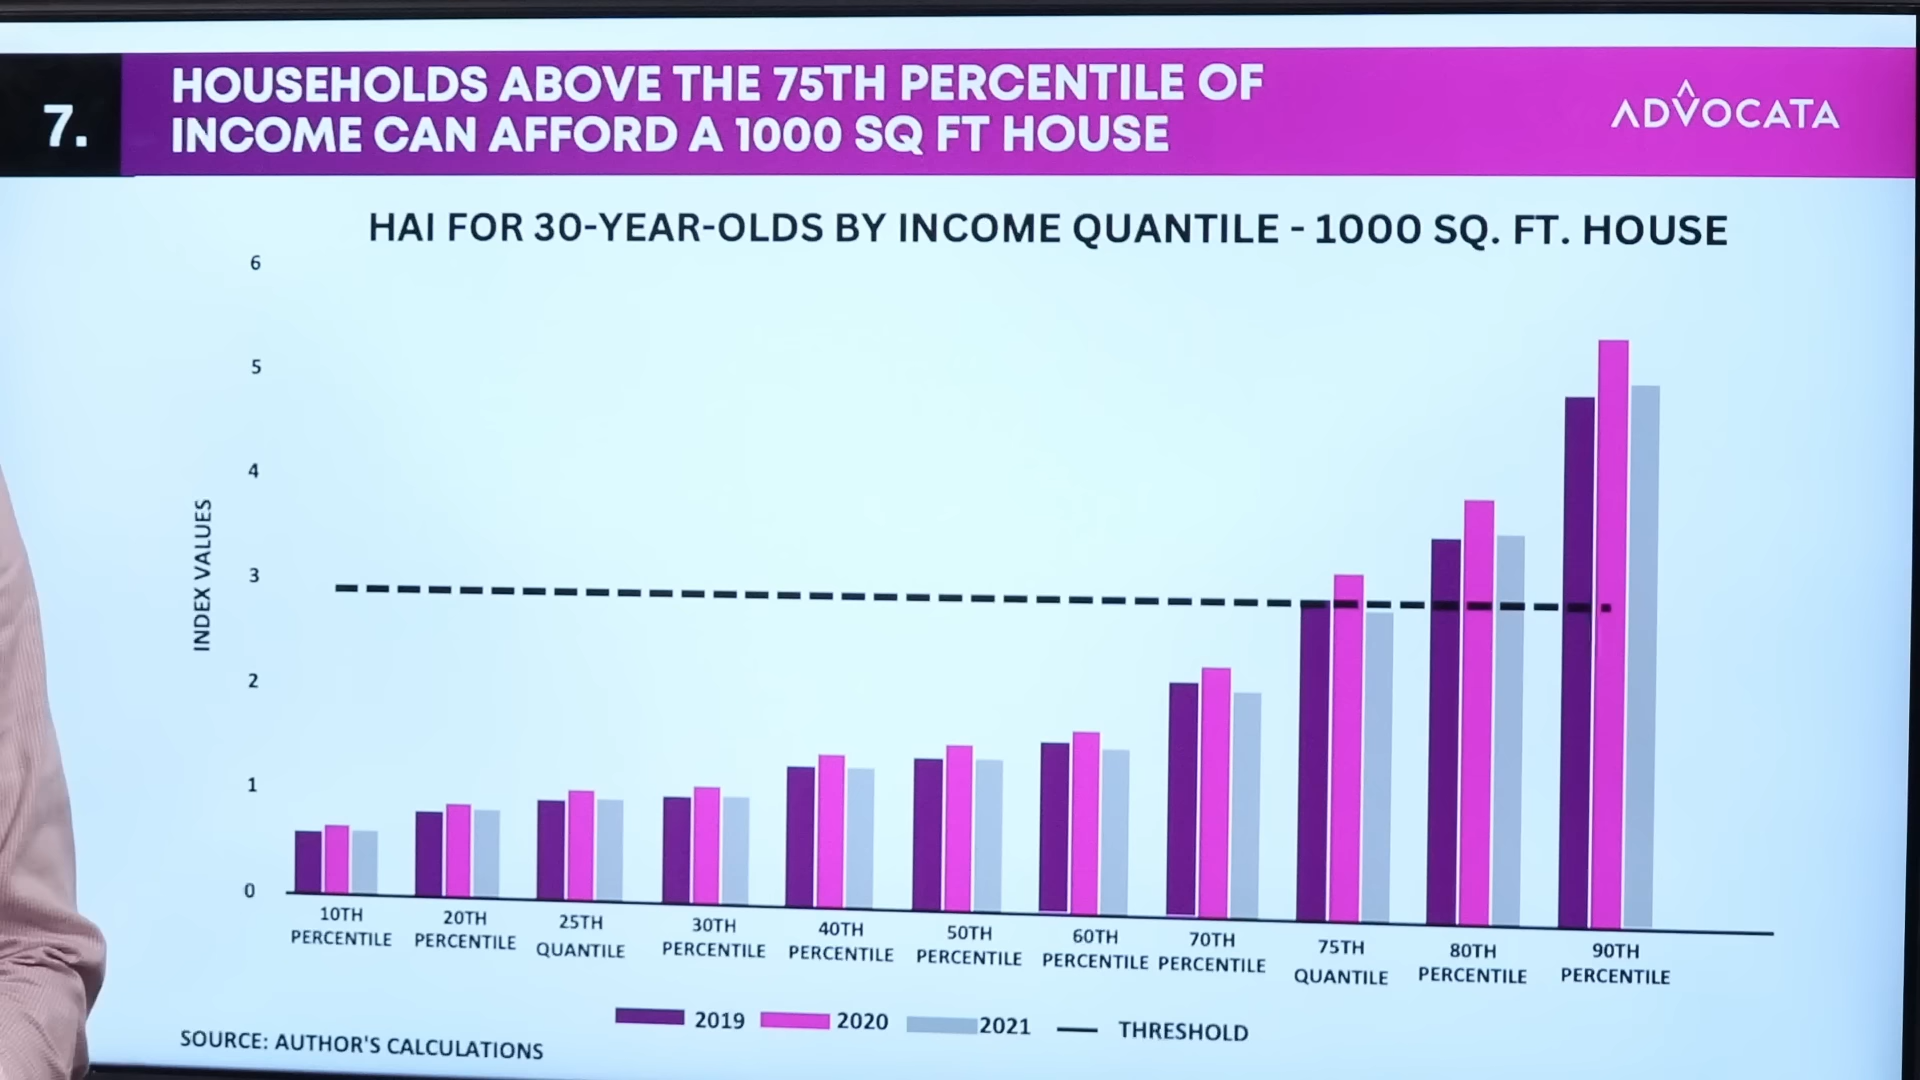 7.
HOUSEHOLDS ABOVE THE 75TH PERCENTILE OF
INCOME CAN AFFORD A 1000 SQ FT HOUSE
ADVOCATA
HAI FOR 30-YEAR-OLDS BY INCOME QUANTILE - 1000 SQ. FT. HOUSE
6
5
4
3
2
1
0
INDEX VALUES
10TH PERCENTILE
20TH PERCENTILE
25TH QUANTILE
30TH PERCENTILE
40TH PERCENTILE
50TH PERCENTILE
60TH PERCENTILE
70TH PERCENTILE
75TH QUANTILE
80TH PERCENTILE
90TH PERCENTILE
2019 2020 2021 THRESHOLD
SOURCE: AUTHOR'S CALCULATIONS